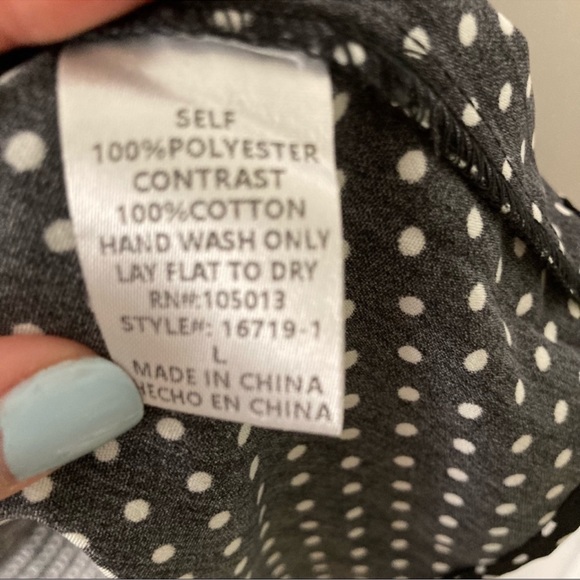 SELF
100%POLYESTER
CONTRAST
100%COTTON
HAND WASH ONLY
LAY FLAT TO DRY
RN#:105013
STYLE#: 16719-1
L
MADE IN CHINA
HECHO EN CHINA